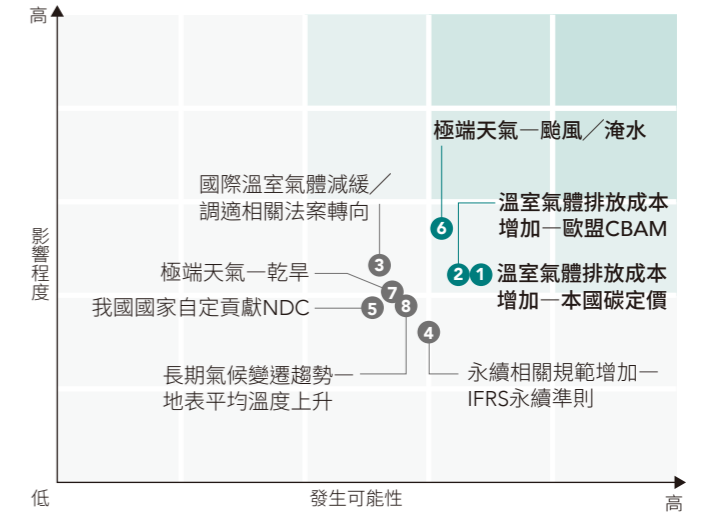 高
極端天氣—颱風／淹水
國際溫室氣體減緩／
調適相關法案轉向
溫室氣體排放成本
增加—歐盟CBAM
6
影響程度
3
極端天氣—乾旱
2
1
溫室氣體排放成本
增加—本國碳定價
7
我國國家自定貢獻NDC
5
8
4
長期氣候變遷趨勢—
地表平均溫度上升
永續相關規範增加—
IFRS永續準則
低
發生可能性
高